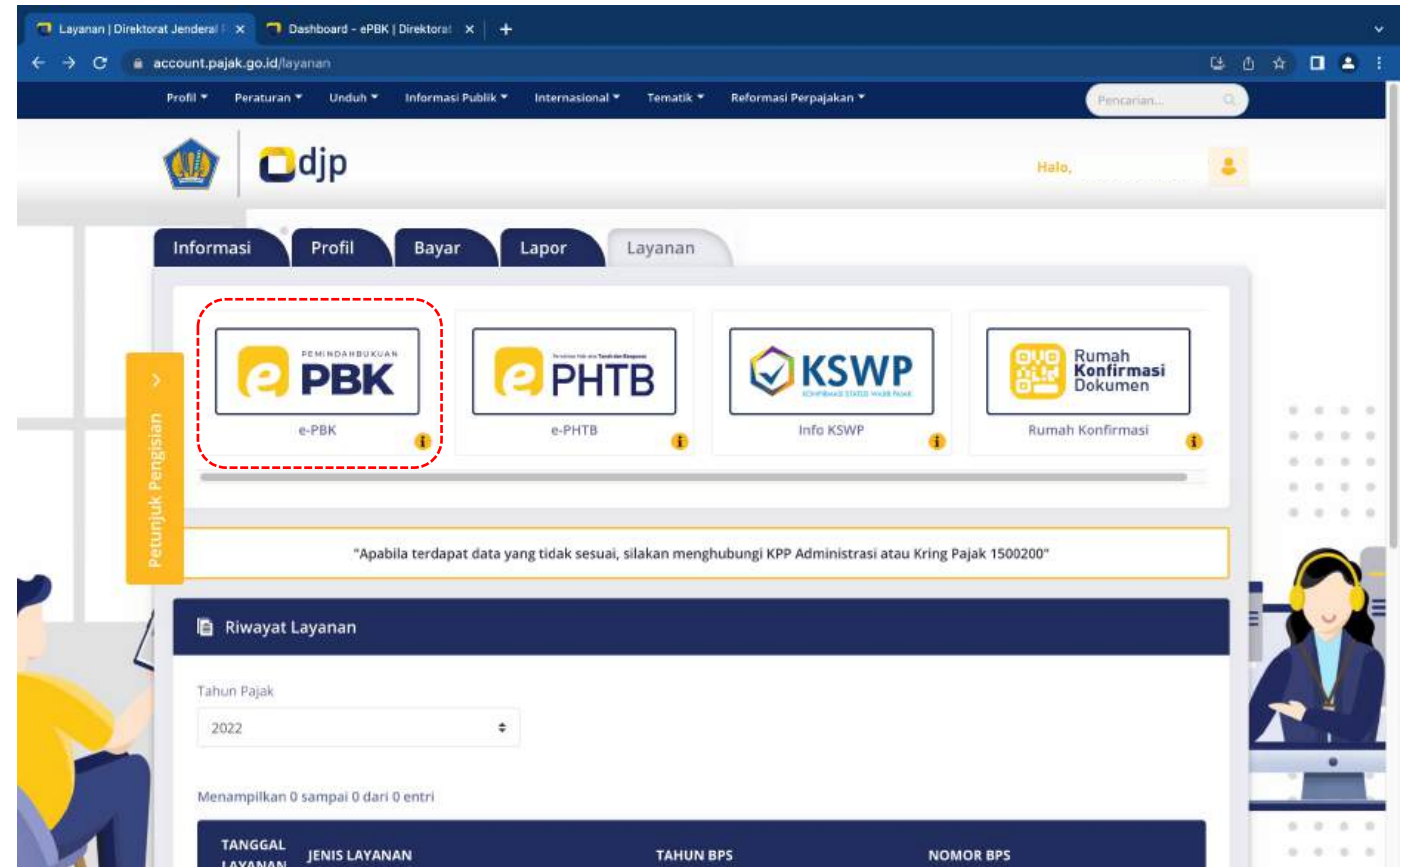 Layanan | Direktorat Jenderal P
Dashboard - ePBK | Direktorat
account.pajak.go.id/layanan
Profil Peraturan Unduh Informasi Publik Internasional Tematik Reformasi Perpajakan Pencarian...
djp
Halo,
Informasi Profil Bayar Lapor Layanan
PEMINDAHBUKUAN
e PBK
e-PBK
e PHTB
e-PHTB
KSWP
KONFIRMASI STATUS WAJIB PAJAK
Info KSWP
Rumah
Konfirmasi
Dokumen
Rumah Konfirmasi
Petunjuk Pengisian
"Apabila terdapat data yang tidak sesuai, silakan menghubungi KPP Administrasi atau Kring Pajak 1500200"
Riwayat Layanan
Tahun Pajak
2022
Menampilkan 0 sampai 0 dari 0 entri
TANGGAL
LAYANAN JENIS LAYANAN TAHUN BPS NOMOR BPS